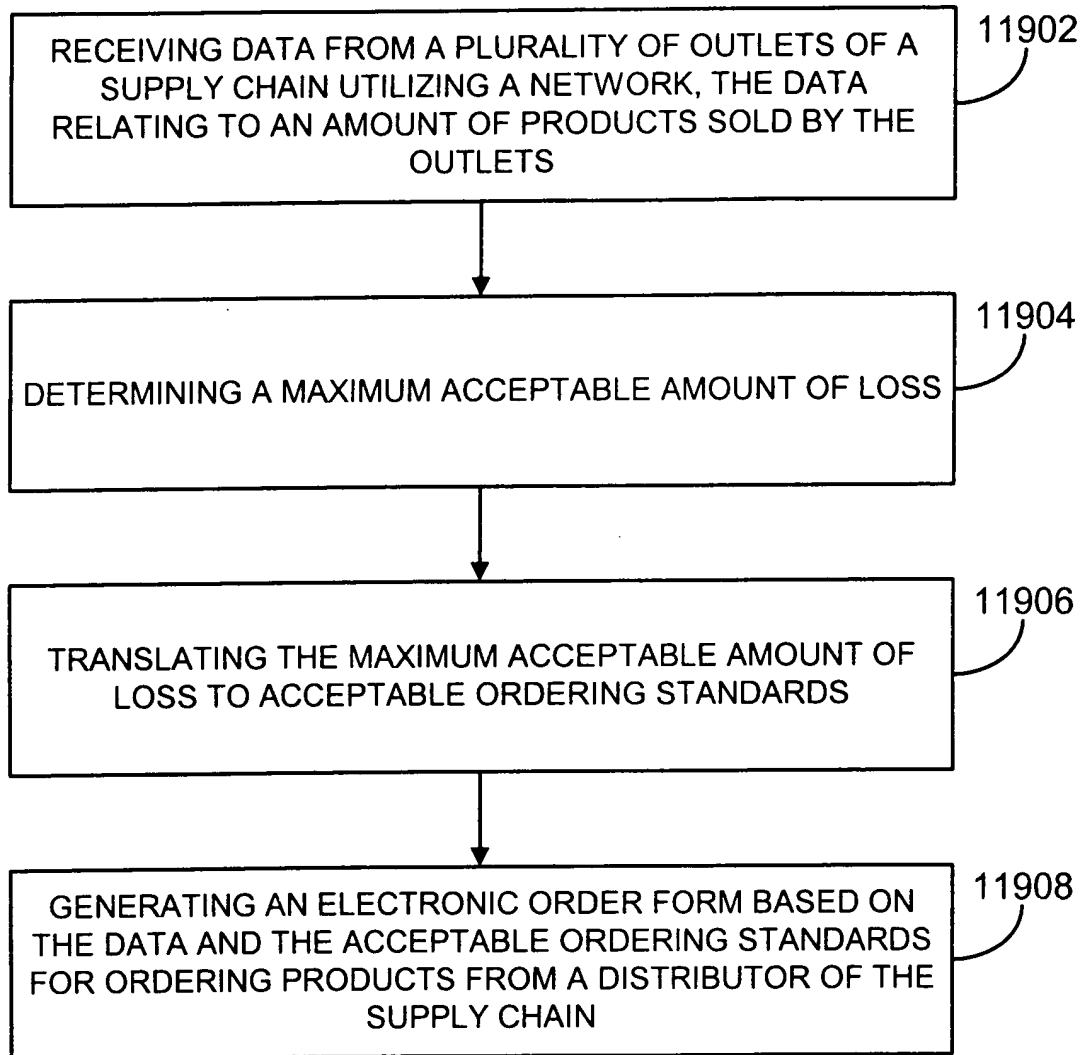 RECEIVING DATA FROM A PLURALITY OF OUTLETS OF A
SUPPLY CHAIN UTILIZING A NETWORK, THE DATA
RELATING TO AN AMOUNT OF PRODUCTS SOLD BY THE
OUTLETS
11902
DETERMINING A MAXIMUM ACCEPTABLE AMOUNT OF LOSS
11904
TRANSLATING THE MAXIMUM ACCEPTABLE AMOUNT OF
LOSS TO ACCEPTABLE ORDERING STANDARDS
11906
GENERATING AN ELECTRONIC ORDER FORM BASED ON
THE DATA AND THE ACCEPTABLE ORDERING STANDARDS
FOR ORDERING PRODUCTS FROM A DISTRIBUTOR OF THE
SUPPLY CHAIN
11908